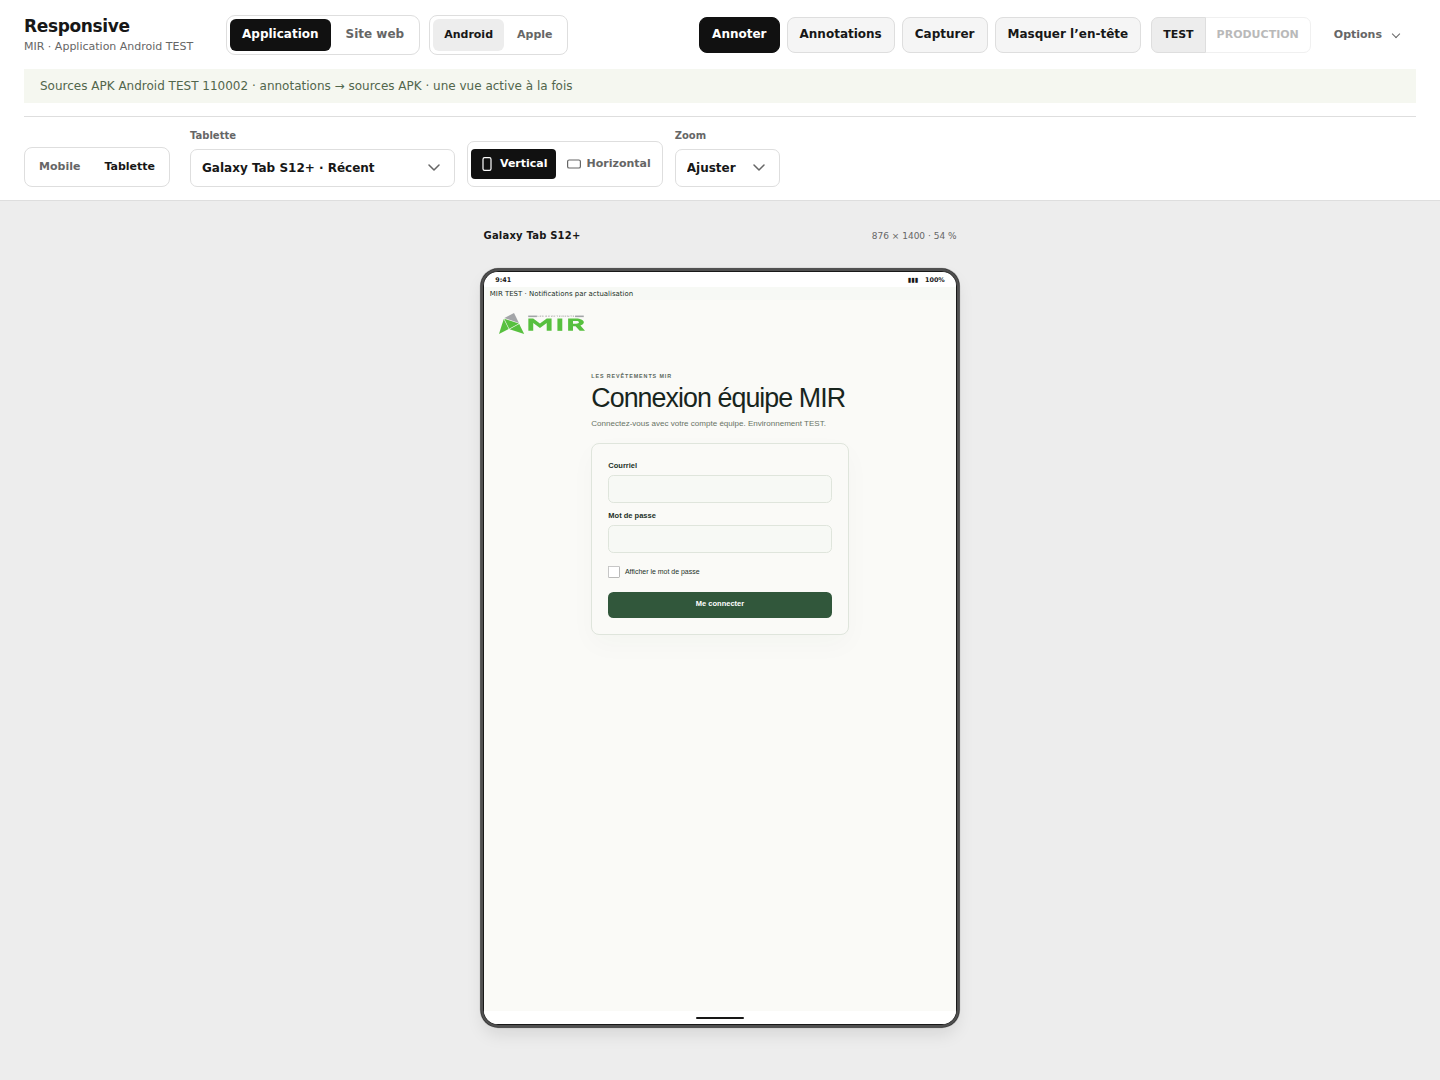 Responsive
MIR · Application Android TEST
Application
Site web
Android
Apple
Annoter
Annotations
Capturer
Masquer l’en-tête
TEST
PRODUCTION
Options
Sources APK Android TEST 110002 · annotations → sources APK · une vue active à la fois
Mobile
Tablette
Tablette
Galaxy Tab S12+ · Récent
Vertical
Horizontal
Zoom
Ajuster
Galaxy Tab S12+
876 × 1400 · 54 %
9:41
100%
MIR TEST · Notifications par actualisation
MIR
LES REVÊTEMENTS MIR
Connexion équipe MIR
Connectez-vous avec votre compte équipe. Environnement TEST.
Courriel
Mot de passe
Afficher le mot de passe
Me connecter